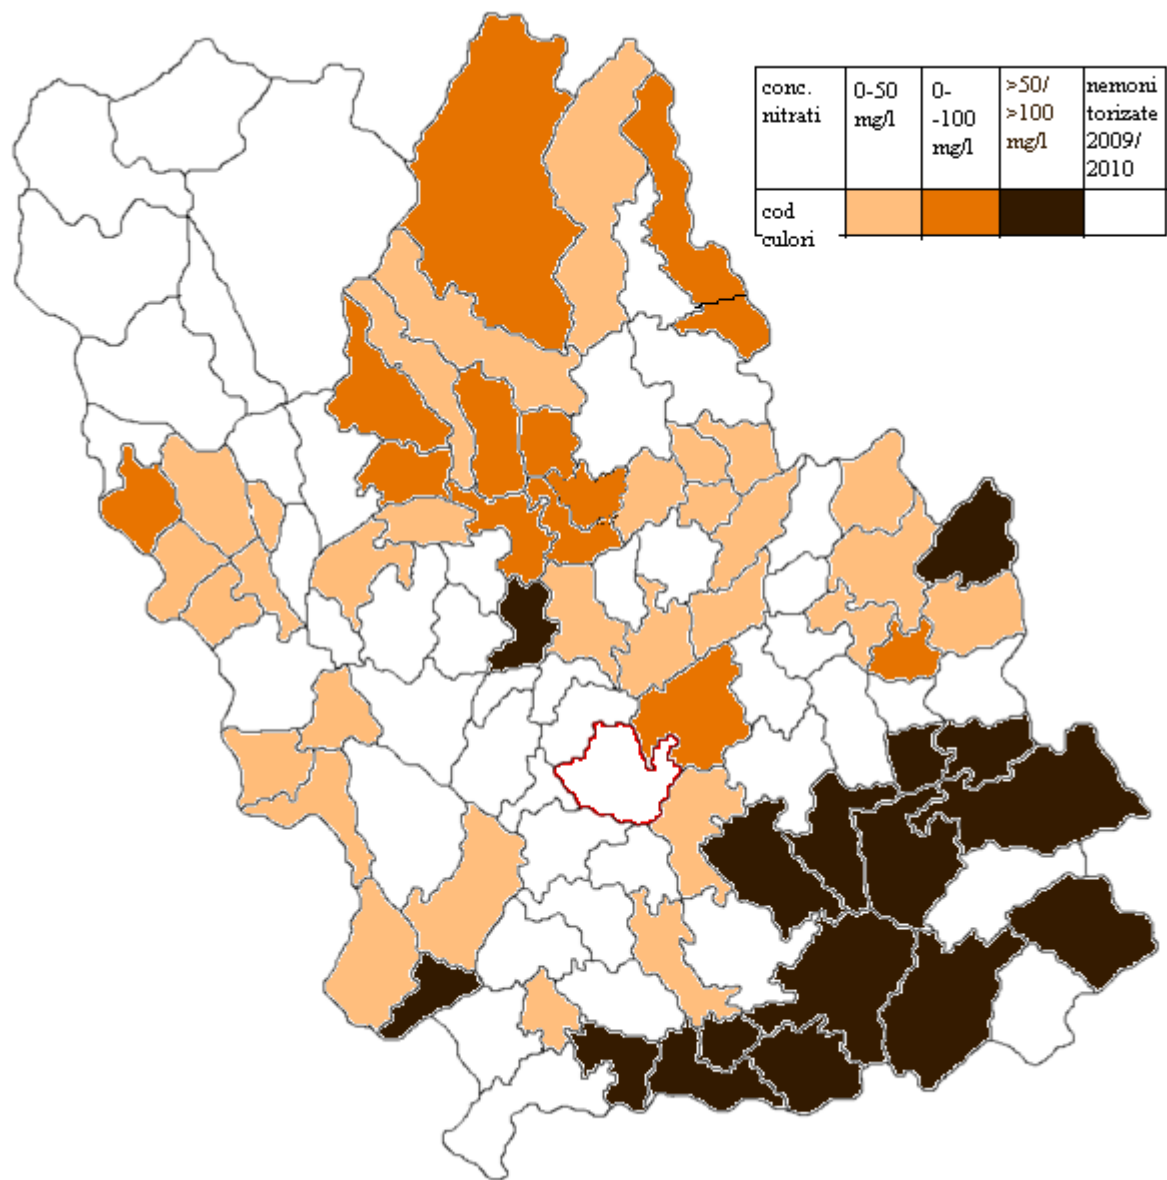 conc.
nitrati
0-50
mg/l
0-
-100
mg/l
>50/
>100
mg/l
nemoni
torizate
2009/
2010
cod
culori